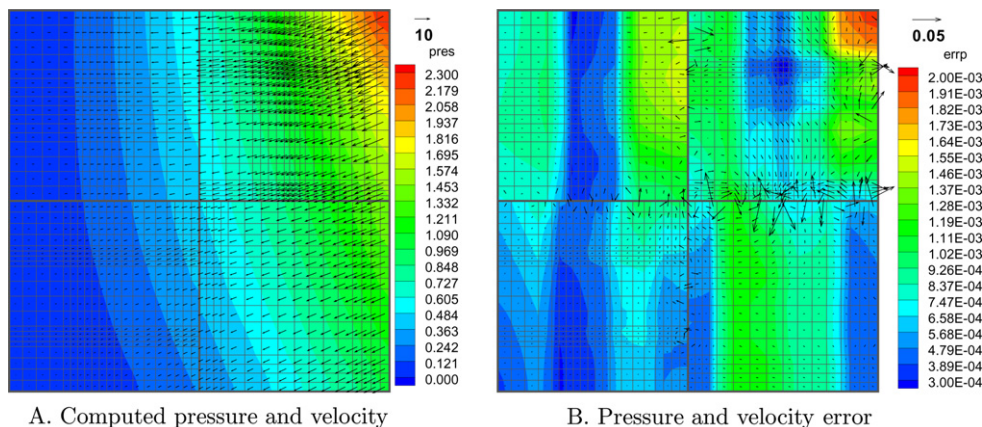 10
pres
2.300
2.179
2.058
1.937
1.816
1.695
1.574
1.453
1.332
1.211
1.090
0.969
0.848
0.727
0.605
0.484
0.363
0.242
0.121
0.000
A. Computed pressure and velocity
0.05
errp
2.00E-03
1.91E-03
1.82E-03
1.73E-03
1.64E-03
1.55E-03
1.46E-03
1.37E-03
1.28E-03
1.19E-03
1.11E-03
1.02E-03
9.26E-04
8.37E-04
7.47E-04
6.58E-04
5.68E-04
4.79E-04
3.89E-04
3.00E-04
B. Pressure and velocity error